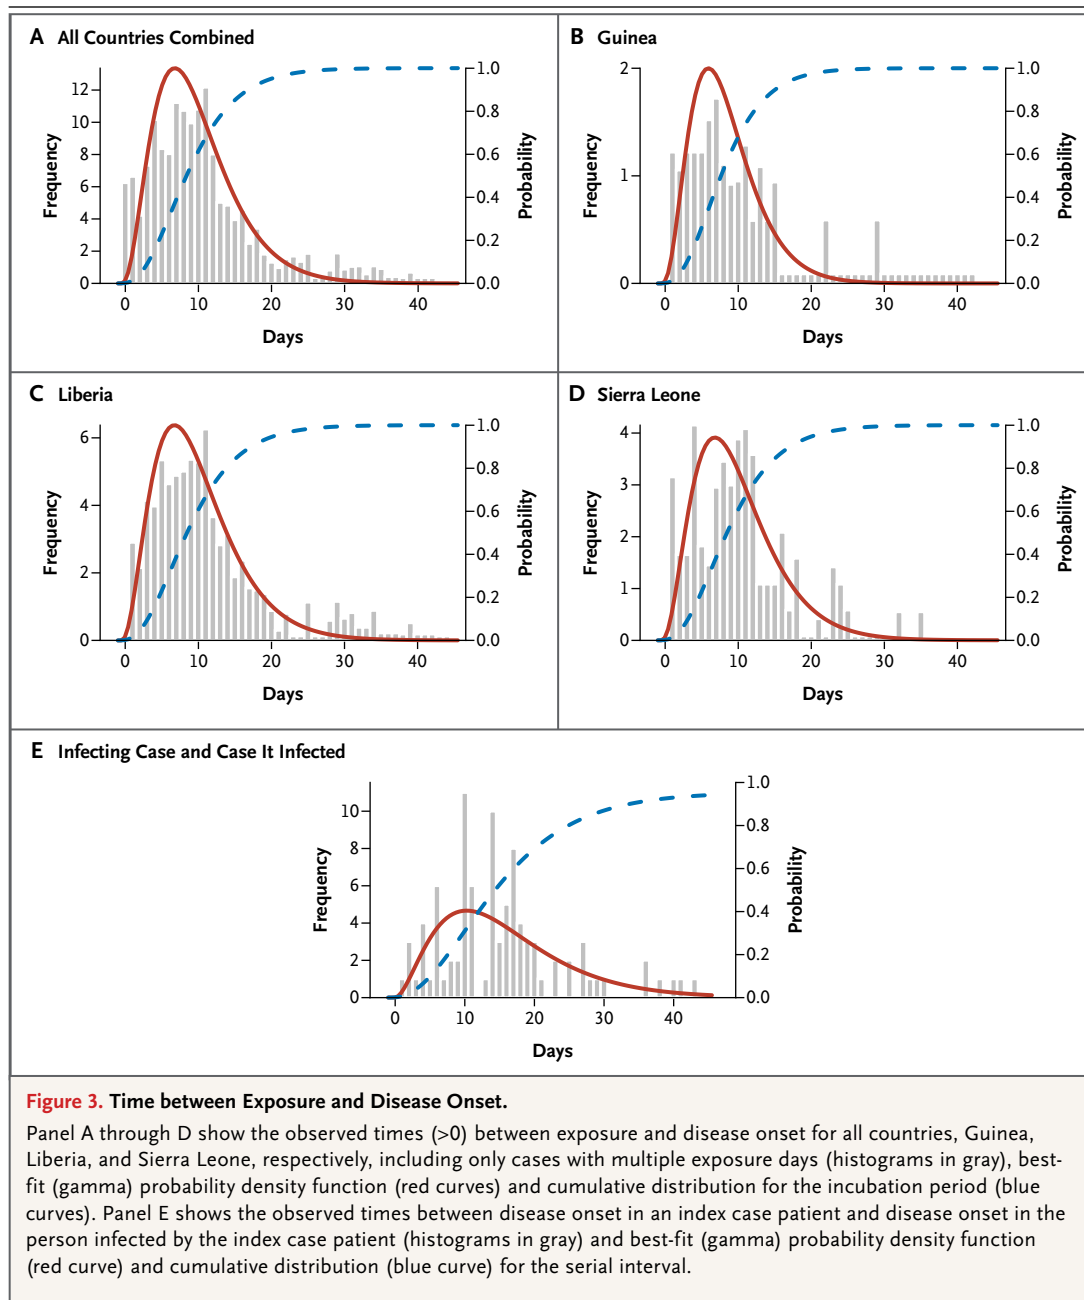 A All Countries Combined
Frequency
12
10
8
6
4
2
0
1.0
0.8
0.6
0.4
0.2
0.0
Probability
0 10 20 30 40
Days
B Guinea
Frequency
2
1
0
1.0
0.8
0.6
0.4
0.2
0.0
Probability
0 10 20 30 40
Days
C Liberia
Frequency
6
4
2
0
1.0
0.8
0.6
0.4
0.2
0.0
Probability
0 10 20 30 40
Days
D Sierra Leone
Frequency
4
3
2
1
0
1.0
0.8
0.6
0.4
0.2
0.0
Probability
0 10 20 30 40
Days
E Infecting Case and Case It Infected
Frequency
10
8
6
4
2
0
1.0
0.8
0.6
0.4
0.2
0.0
Probability
0 10 20 30 40
Days
Figure 3. Time between Exposure and Disease Onset.
Panel A through D show the observed times (>0) between exposure and disease onset for all countries, Guinea,
Liberia, and Sierra Leone, respectively, including only cases with multiple exposure days (histograms in gray), best-
fit (gamma) probability density function (red curves) and cumulative distribution for the incubation period (blue
curves). Panel E shows the observed times between disease onset in an index case patient and disease onset in the
person infected by the index case patient (histograms in gray) and best-fit (gamma) probability density function
(red curve) and cumulative distribution (blue curve) for the serial interval.